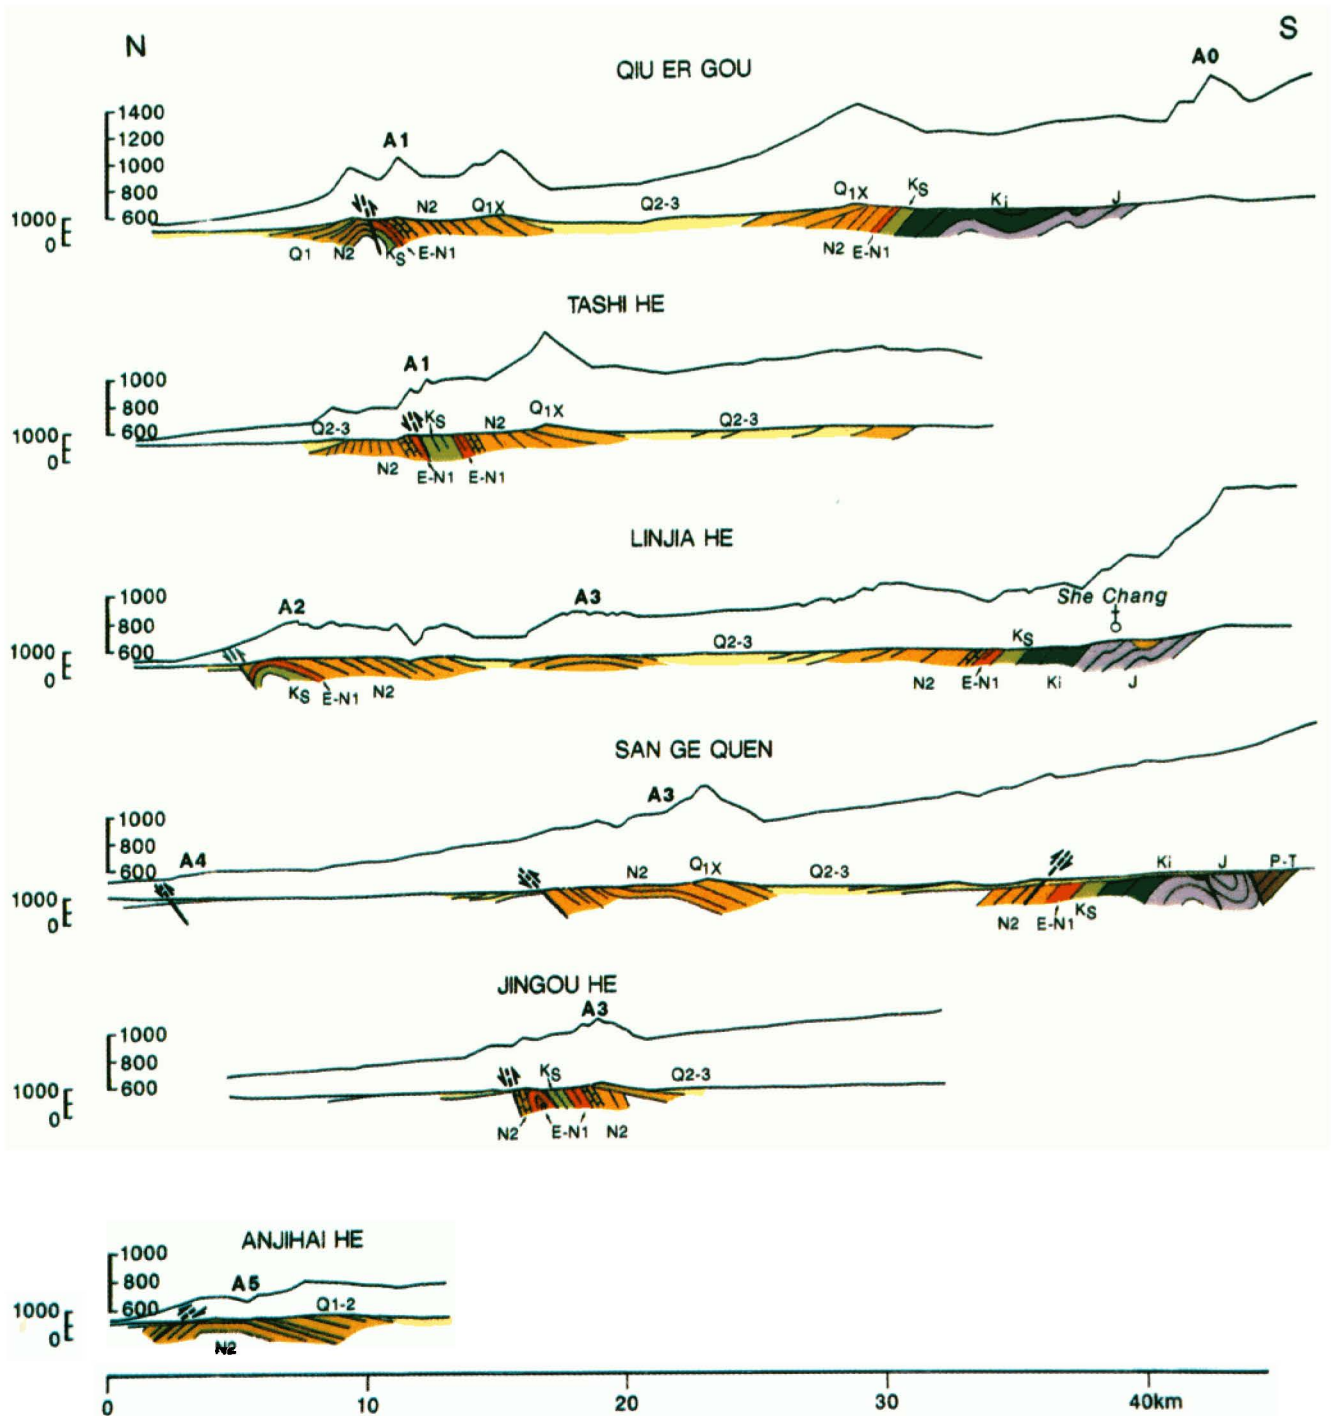 N
S
QIU ER GOU
A0
1400
1200
1000
800
600
A1
1000
0
N2
Q1X
Q2-3
Q1X
KS
Ki
J
Q1
N2
KS
E-N1
N2
E-N1
TASHI HE
A1
1000
800
600
1000
0
Q2-3
KS
N2
Q1X
Q2-3
N2
E-N1
E-N1
LINJIA HE
1000
800
600
A2
A3
She Chang
1000
0
Q2-3
KS
KS
E-N1
N2
N2
E-N1
Ki
J
SAN GE QUEN
A3
1000
800
600
A4
1000
0
N2
Q1X
Q2-3
Ki
J
P-T
N2
E-N1
KS
JINGOU HE
A3
1000
800
600
1000
0
KS
Q2-3
N2
E-N1
N2
ANJIHAI HE
1000
800
600
A5
1000
0
Q1-2
N2
0
10
20
30
40km